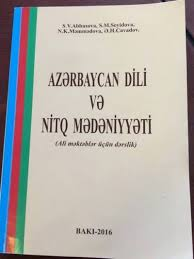 S.V.Abbasova, S.M.Seyidova,
N.K.Məmmədova, Ə.H.Cavadov.
AZƏRBAYCAN DİLİ
VƏ
NİTQ MƏDƏNİYYƏTİ
(Ali məktəblər üçün dərslik)
BAKI-2016